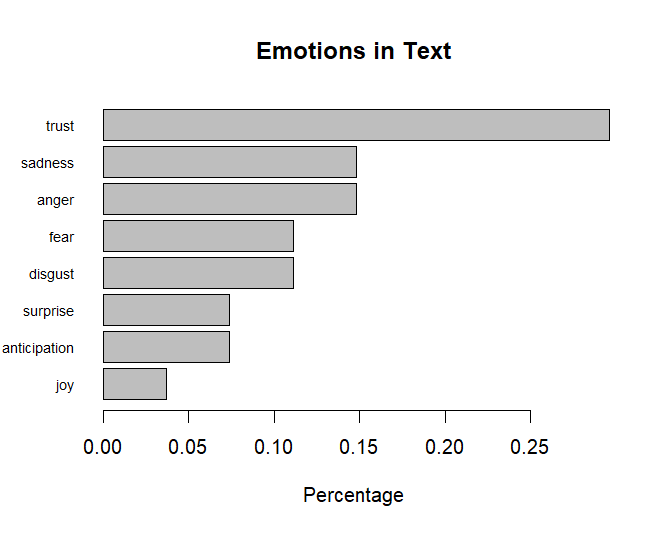 Emotions in Text
trust
sadness
anger
fear
disgust
surprise
anticipation
joy
0.00 0.05 0.10 0.15 0.20 0.25
Percentage